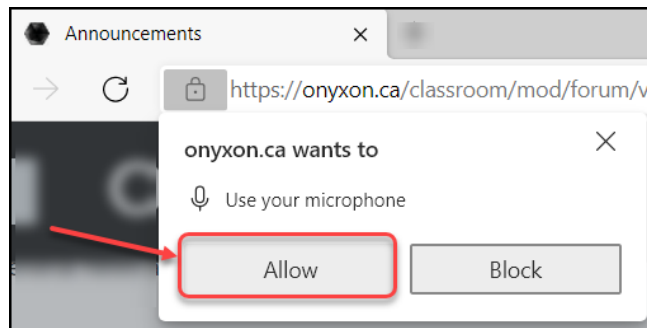 Announcements
https://onyxon.ca/classroom/mod/forum/v
onyxon.ca wants to
Use your microphone
Allow
Block